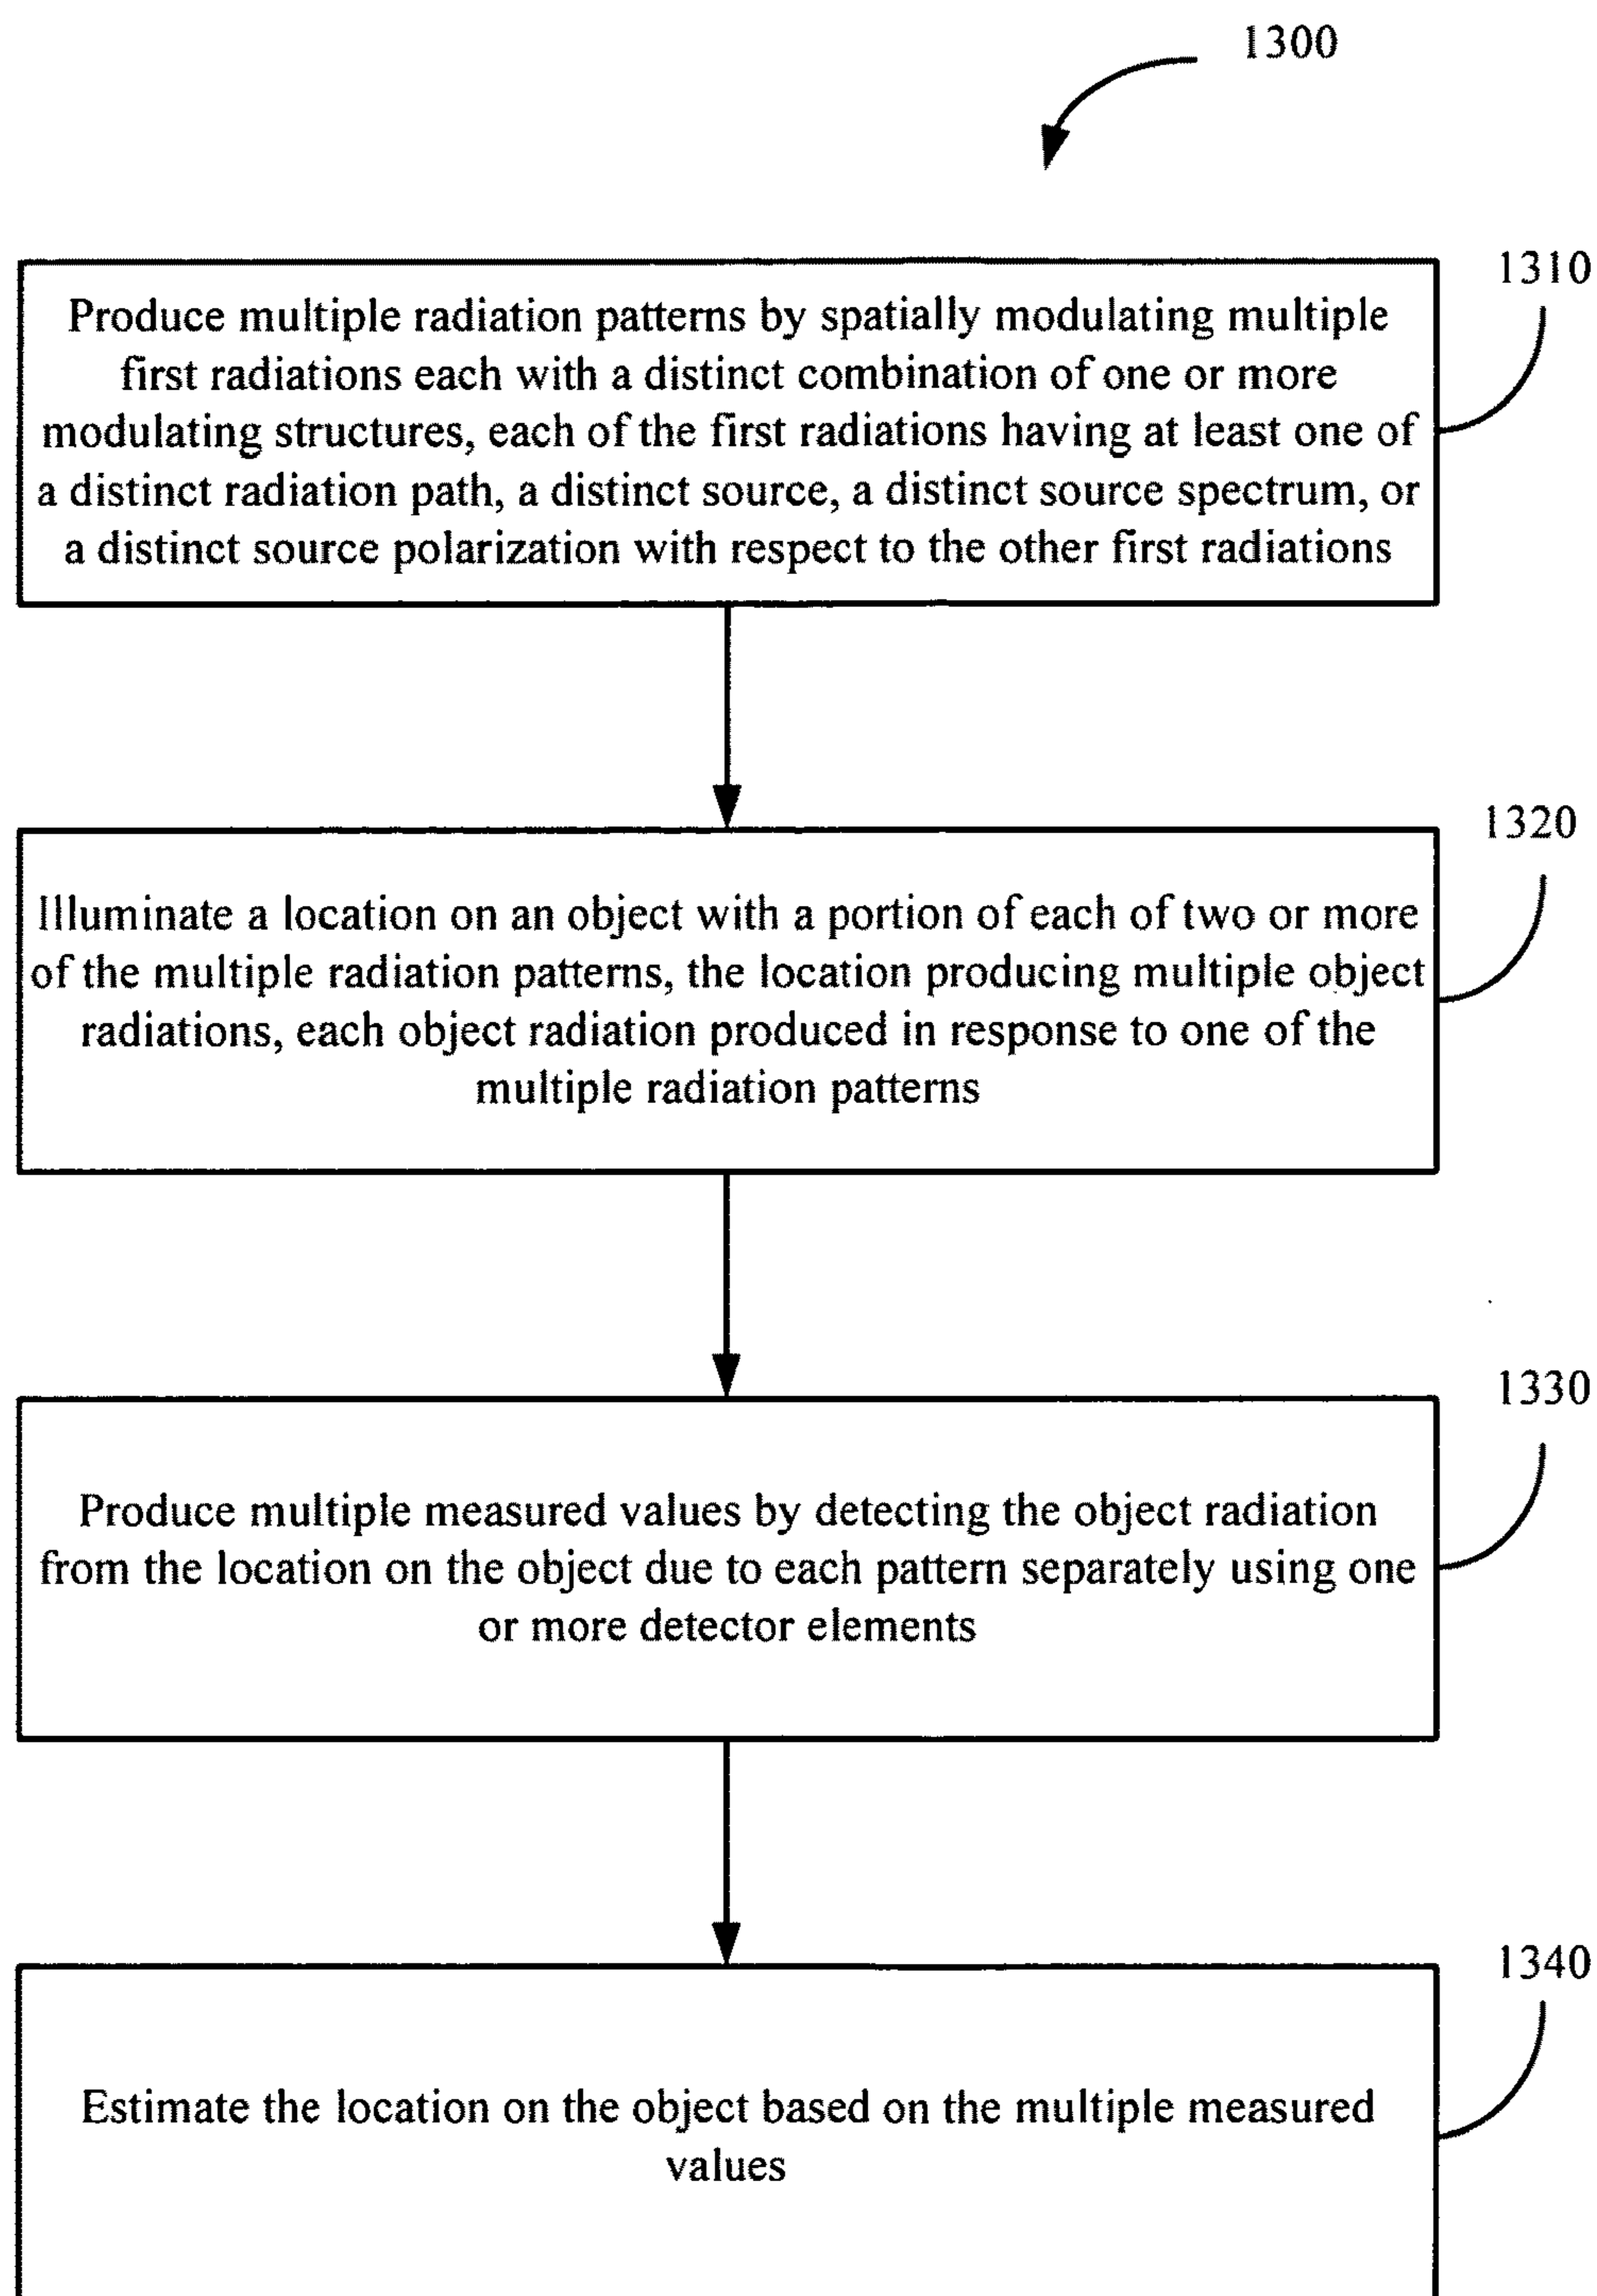 1300
1310
Produce multiple radiation patterns by spatially modulating multiple
first radiations each with a distinct combination of one or more
modulating structures, each of the first radiations having at least one of
a distinct radiation path, a distinct source, a distinct source spectrum, or
a distinct source polarization with respect to the other first radiations
1320
Illuminate a location on an object with a portion of each of two or more
of the multiple radiation patterns, the location producing multiple object
radiations, each object radiation produced in response to one of the
multiple radiation patterns
1330
Produce multiple measured values by detecting the object radiation
from the location on the object due to each pattern separately using one
or more detector elements
1340
Estimate the location on the object based on the multiple measured
values